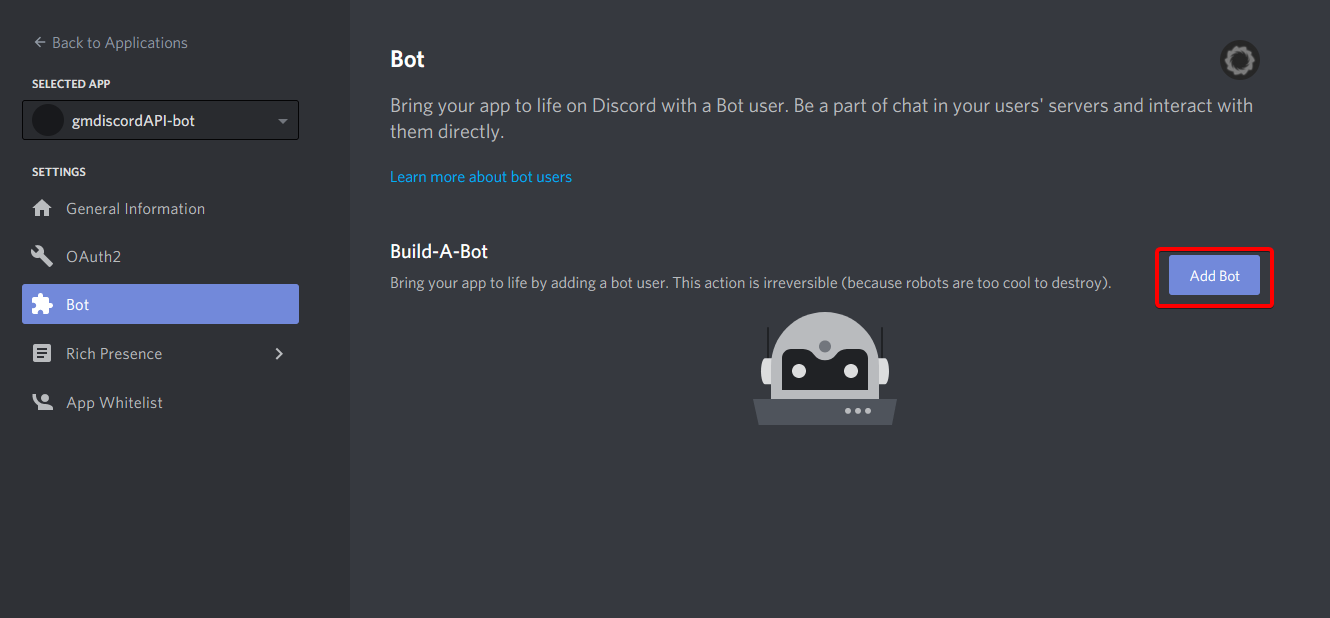 Back to Applications
SELECTED APP
gmdiscordAPI-bot
SETTINGS
General Information
OAuth2
Bot
Rich Presence
App Whitelist
Bot
Bring your app to life on Discord with a Bot user. Be a part of chat in your users' servers and interact with
them directly.
Learn more about bot users
Build-A-Bot
Bring your app to life by adding a bot user. This action is irreversible (because robots are too cool to destroy).
Add Bot